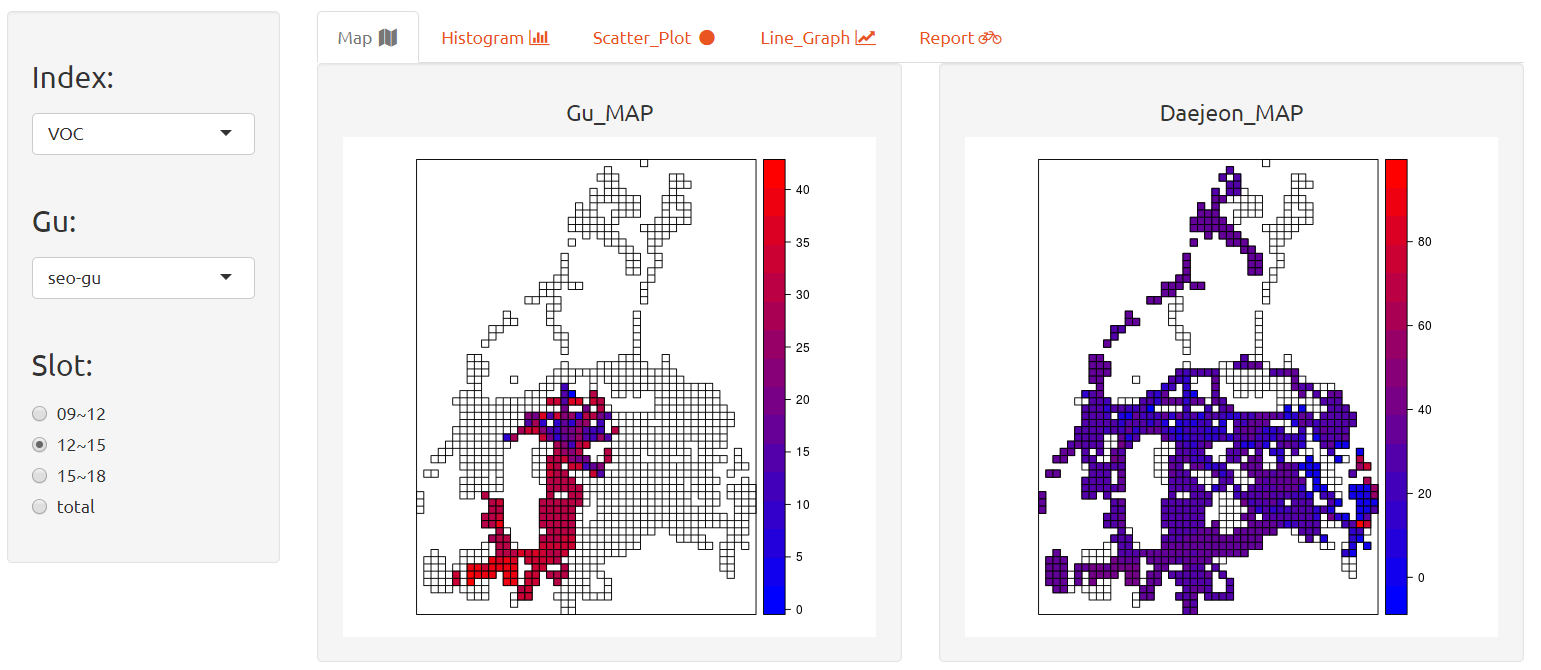 Index:
VOC
Gu:
seo-gu
Slot:
09~12
12~15
15~18
total
Map
Histogram
Scatter_Plot
Line_Graph
Report
Gu_MAP
40
35
30
25
20
15
10
5
0
Daejeon_MAP
80
60
40
20
0